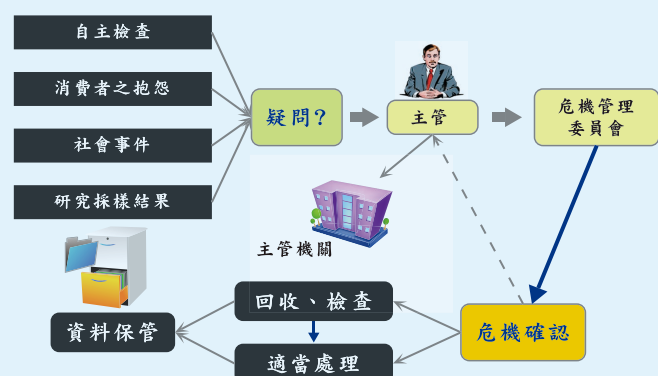 自主檢查
消費者之抱怨
社會事件
研究採樣結果
疑問?
主管
危機管理
委員會
主管機關
回收、檢查
資料保管
適當處理
危機確認